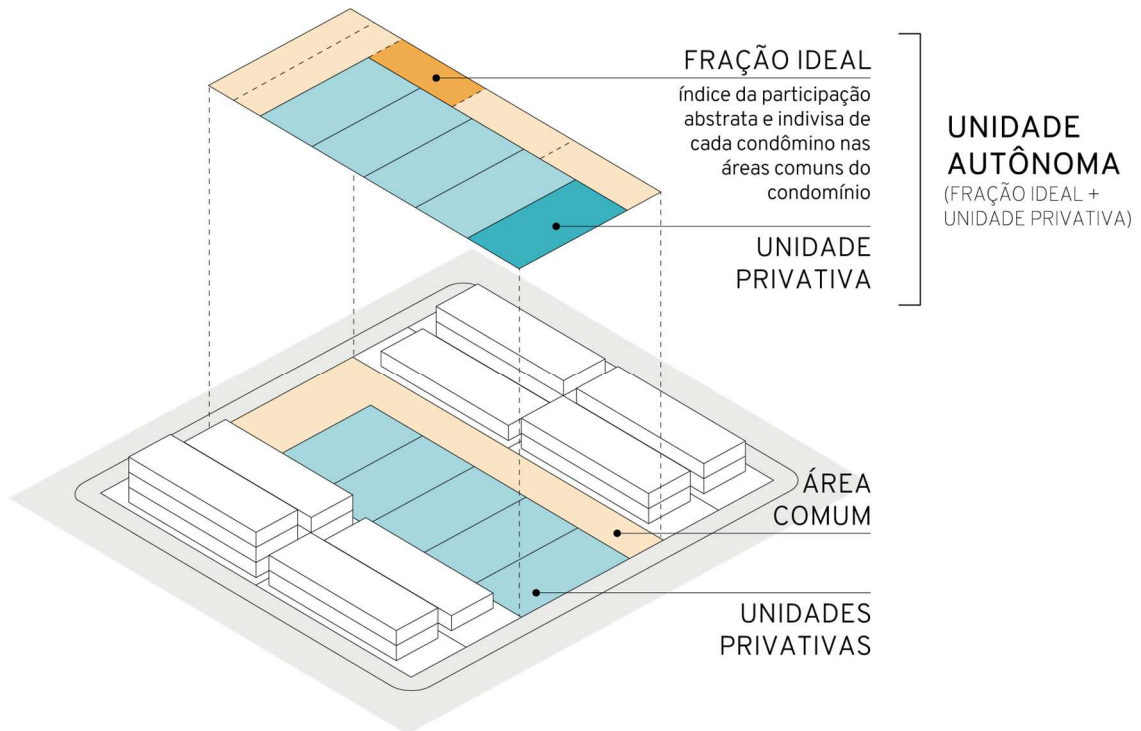 FRAÇÃO IDEAL
índice da participação
abstrata e indivisa de
cada condômino nas
áreas comuns do
condomínio
UNIDADE
PRIVATIVA
UNIDADE
AUTÔNOMA
(FRAÇÃO IDEAL +
UNIDADE PRIVATIVA)
ÁREA
COMUM
UNIDADES
PRIVATIVAS